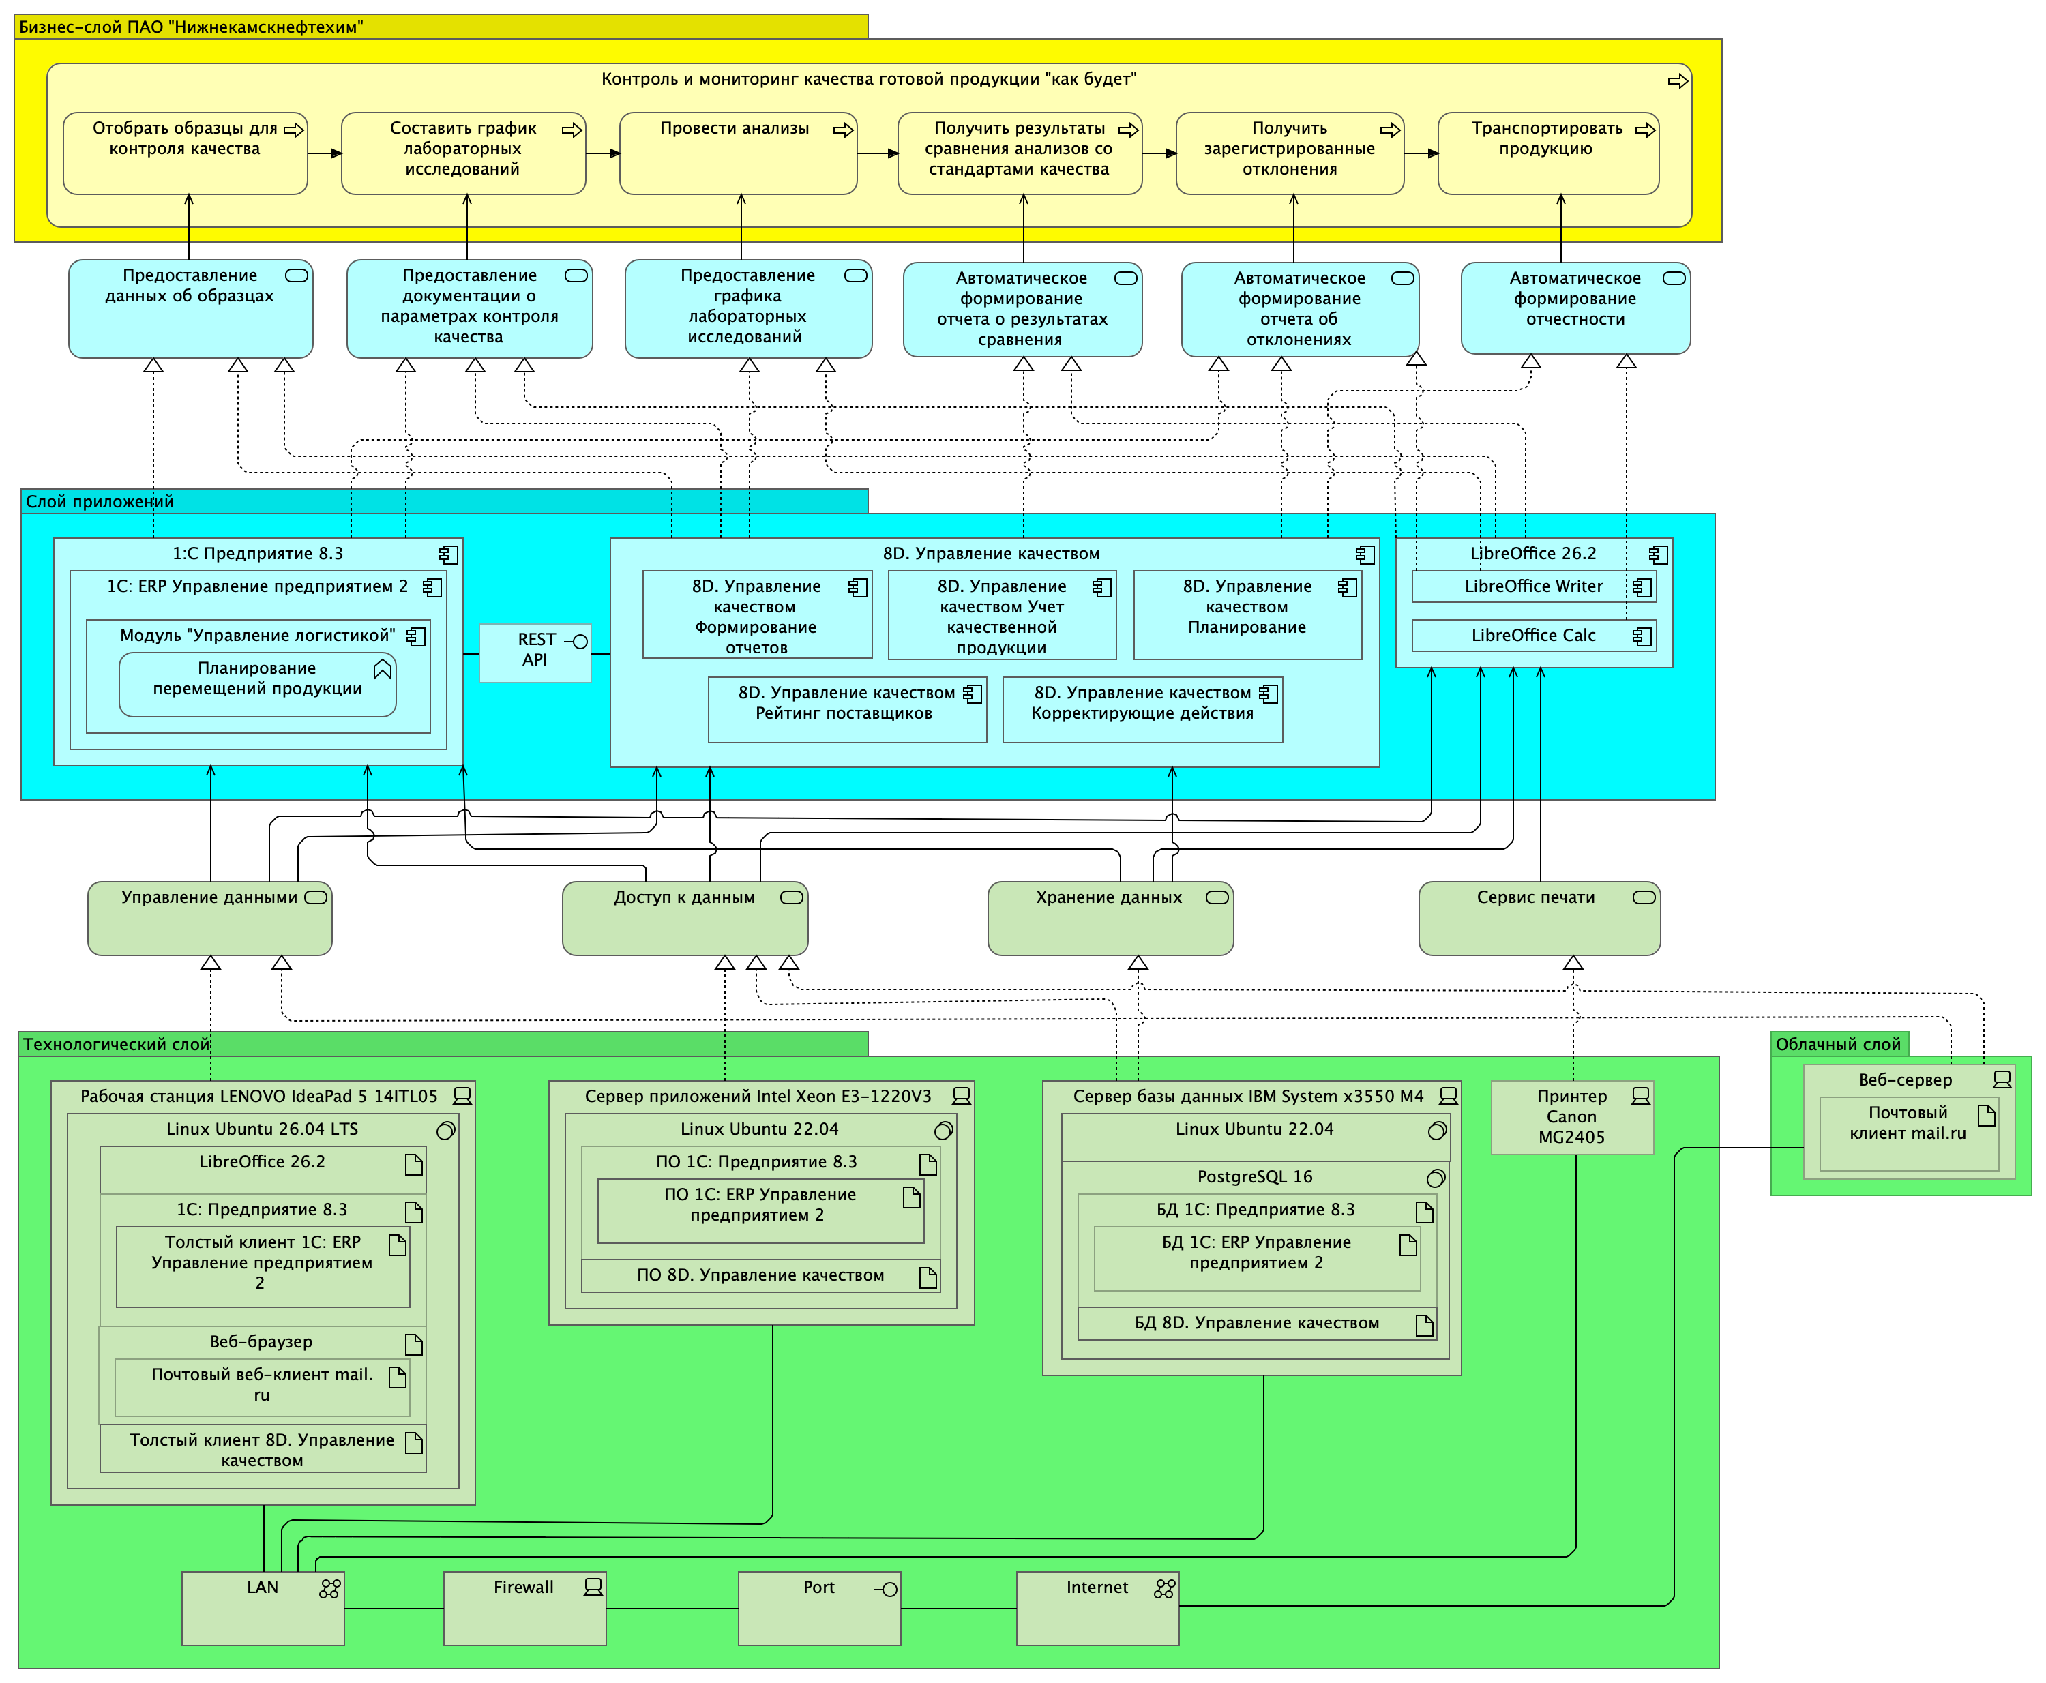 Бизнес-слой ПАО "Нижнекамскнефтехим"
Контроль и мониторинг качества готовой продукции "как будет"
Отобрать образцы для
контроля качества
Составить график
лабораторных
исследований
Провести анализы
Получить результаты
сравнения анализов со
стандартами качества
Получить
зарегистрированные
отклонения
Транспортировать
продукцию
Предоставление
данных об образцах
Предоставление
документации о
параметрах контроля
качества
Предоставление
графика
лабораторных
исследований
Автоматическое
формирование
отчета о результатах
сравнения
Автоматическое
формирование
отчета об
отклонениях
Автоматическое
формирование
отчестности
Слой приложений
1:С Предприятие 8.3
1С: ERP Управление предприятием 2
Модуль "Управление логистикой"
Планирование
перемещений продукции
REST
API
8D. Управление качеством
8D. Управление
качеством
Формирование
отчетов
8D. Управление
качеством Учет
качественной
продукции
8D. Управление
качеством
Планирование
8D. Управление качеством
Рейтинг поставщиков
8D. Управление качеством
Корректирующие действия
LibreOffice 26.2
LibreOffice Writer
LibreOffice Calc
Управление данными
Доступ к данным
Хранение данных
Сервис печати
Технологический слой
Рабочая станция LENOVO IdeaPad 5 14ITL05
Linux Ubuntu 26.04 LTS
LibreOffice 26.2
1С: Предприятие 8.3
Толстый клиент 1С: ERP
Управление предприятием
2
Веб-браузер
Почтовый веб-клиент mail.
ru
Толстый клиент 8D. Управление
качеством
Сервер приложений Intel Xeon E3-1220V3
Linux Ubuntu 22.04
ПО 1С: Предприятие 8.3
ПО 1С: ERP Управление
предприятием 2
ПО 8D. Управление качеством
Сервер базы данных IBM System x3550 M4
Linux Ubuntu 22.04
PostgreSQL 16
БД 1С: Предприятие 8.3
БД 1С: ERP Управление
предприятием 2
БД 8D. Управление качеством
Принтер
Canon
MG2405
Облачный слой
Веб-сервер
Почтовый
клиент mail.ru
LAN
Firewall
Port
Internet